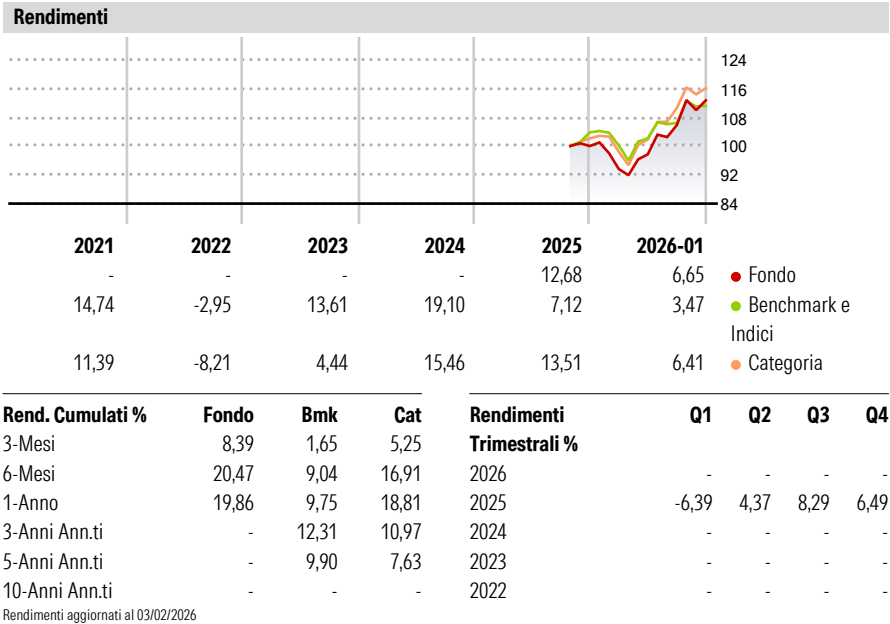 Rendimenti
124
116
108
100
92
84
2021 2022 2023 2024 2025 2026-01
- - - - 12,68 6,65 Fondo
14,74 -2,95 13,61 19,10 7,12 3,47 Benchmark e
Indici
11,39 -8,21 4,44 15,46 13,51 6,41 Categoria
Rend. Cumulati % Fondo Bmk Cat
3-Mesi 8,39 1,65 5,25
6-Mesi 20,47 9,04 16,91
1-Anno 19,86 9,75 18,81
3-Anni Ann.ti - 12,31 10,97
5-Anni Ann.ti - 9,90 7,63
10-Anni Ann.ti - - -
Rendimenti Q1 Q2 Q3 Q4
Trimestrali %
2026 - - - -
2025 -6,39 4,37 8,29 6,49
2024 - - - -
2023 - - - -
2022 - - - -
Rendimenti aggiornati al 03/02/2026